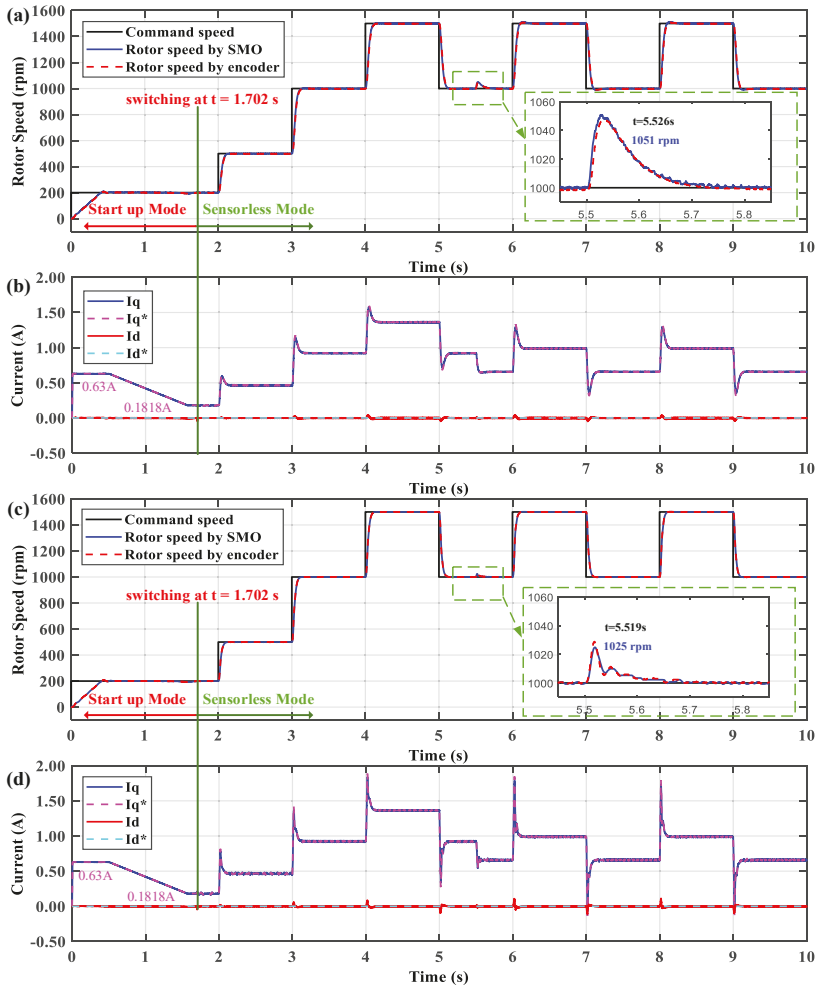 (a)
1600
1400
1200
1000
800
600
400
200
0
Rotor Speed (rpm)
Command speed
Rotor speed by SMO
Rotor speed by encoder
switching at t = 1.702 s
Start up Mode
Sensorless Mode
1060
1040
1020
1000
t=5.526s
1051 rpm
5.5 5.6 5.7 5.8
0 1 2 3 4 5 6 7 8 9 10
Time (s)
(b)
2.00
1.50
1.00
0.50
0.00
-0.50
Current (A)
Iq
Iq*
Id
Id*
0.63A
0.1818A
0 1 2 3 4 5 6 7 8 9 10
Time (s)
(c)
1600
1400
1200
1000
800
600
400
200
0
Rotor Speed (rpm)
Command speed
Rotor speed by SMO
Rotor speed by encoder
switching at t = 1.702 s
Start up Mode
Sensorless Mode
1060
1040
1020
1000
t=5.519s
1025 rpm
5.5 5.6 5.7 5.8
0 1 2 3 4 5 6 7 8 9 10
Time (s)
(d)
2.00
1.50
1.00
0.50
0.00
-0.50
Current (A)
Iq
Iq*
Id
Id*
0.63A
0.1818A
0 1 2 3 4 5 6 7 8 9 10
Time (s)